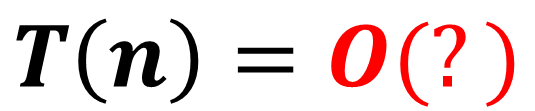 T(n) = O(?)